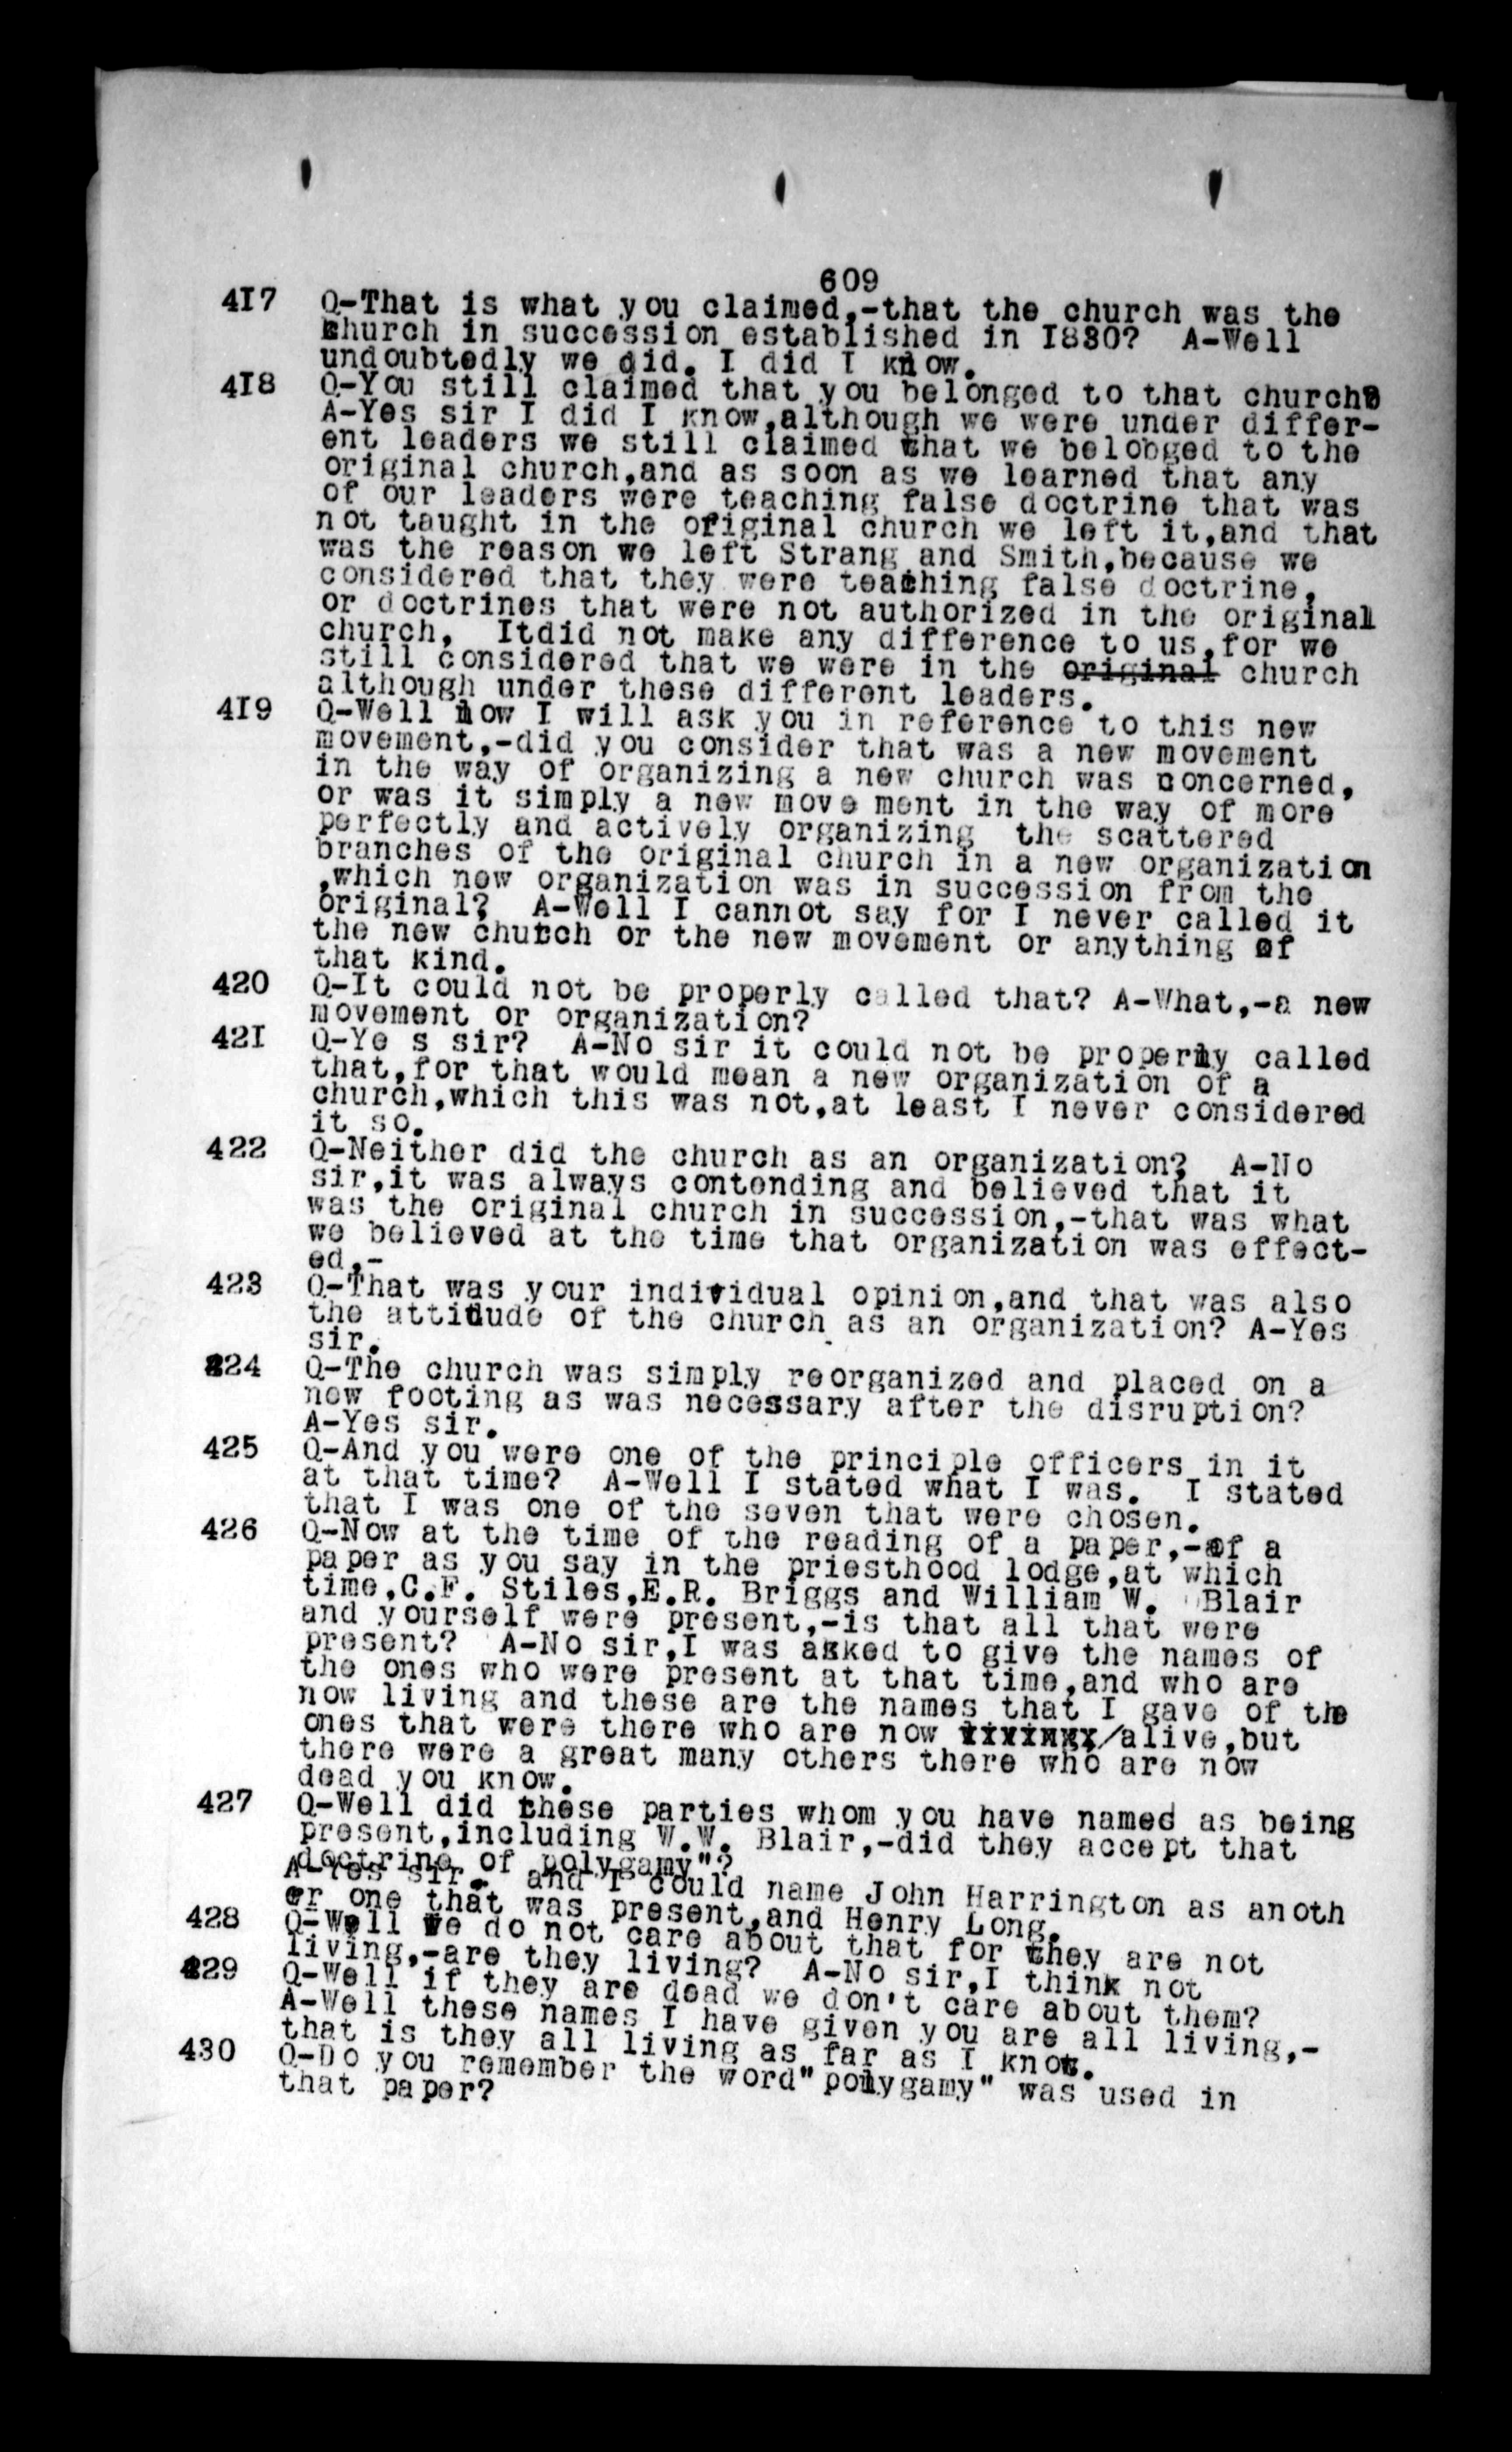 609
417 Q-That is what you claimed,-that the church was the
church in succession established in I830? A-Well
undoubtedly we did. I did I know.
418 Q-You still claimed that you belonged to that church?
A-Yes sir I did I know,although we were under differ-
ent leaders we still claimed that we belobged to the
original church,and as soon as we learned that any
of our leaders were teaching false doctrine that was
not taught in the original church we left it,and that
was the reason we left Strang and Smith,because we
considered that they were teaching false doctrine,
or doctrines that were not authorized in the original
church, Itdid not make any difference to us,for we
still considered that we were in the original church
although under these different leaders.
419 Q-Well now I will ask you in reference to this new
movement,-did you consider that was a new movement
in the way of organizing a new church was concerned,
or was it simply a new move ment in the way of more
perfectly and actively organizing the scattered
branches of the original church in a new organization
,which new organization was in succession from the
original? A-Well I cannot say for I never called it
the new church or the new movement or anything of
that kind.
420 Q-It could not be properly called that? A-What,-a new
movement or organization?
421 Q-Ye s sir? A-No sir it could not be properly called
that,for that would mean a new organization of a
church,which this was not,at least I never considered
it so.
422 Q-Neither did the church as an organization? A-No
sir,it was always contending and believed that it
was the original church in succession,-that was what
we believed at the time that organization was effect-
ed,-
423 Q-That was your individual opinion,and that was also
the attitude of the church as an organization? A-Yes
sir.
424 Q-The church was simply reorganized and placed on a
new footing as was necessary after the disruption?
A-Yes sir.
425 Q-And you were one of the principle officers in it
at that time? A-Well I stated what I was. I stated
that I was one of the seven that were chosen.
426 Q-Now at the time of the reading of a paper,-of a
paper as you say in the priesthood lodge,at which
time,C.F. Stiles,E.R. Briggs and William W. Blair
and yourself were present,-is that all that were
present? A-No sir,I was asked to give the names of
the ones who were present at that time,and who are
now living and these are the names that I gave of the
ones that were there who are now /alive,but
there were a great many others there who are now
dead you know.
427 Q-Well did these parties whom you have named as being
present,including W.W. Blair,-did they accept that
doctrine of polygamy"?
A-Yes sir. and I could name John Harrington as anoth
er one that was present,and Henry Long.
428 Q-Well we do not care about that for they are not
living,-are they living? A-No sir,I think not
429 Q-Well if they are dead we don't care about them?
A-Well these names I have given you are all living,-
that is they all living as far as I know.
430 Q-Do you remember the word"polygamy" was used in
that paper?